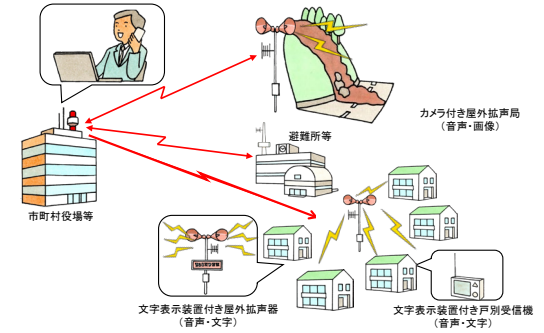 カメラ付き屋外拡声局
（音声・画像）
避難所等
市町村役場等
文字表示装置付き屋外拡声器
（音声・文字）
文字表示装置付き戸別受信機
（音声・文字）